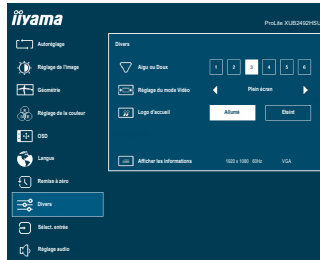 iiyama
ProLite XUB2492HSU
Autoréglage
Divers
Réglage de l'image
Aigu ou Doux
1 2 3 4 5 6
Géométrie
Réglage du mode Vidéo
Plein écran
Réglage de la couleur
Logo d'accueil
Allumé
Eteint
OSD
Langue
Afficher les informations
1920 x 1080 60Hz
VGA
Remise à zéro
Divers
Sélect. entrée
Réglage audio